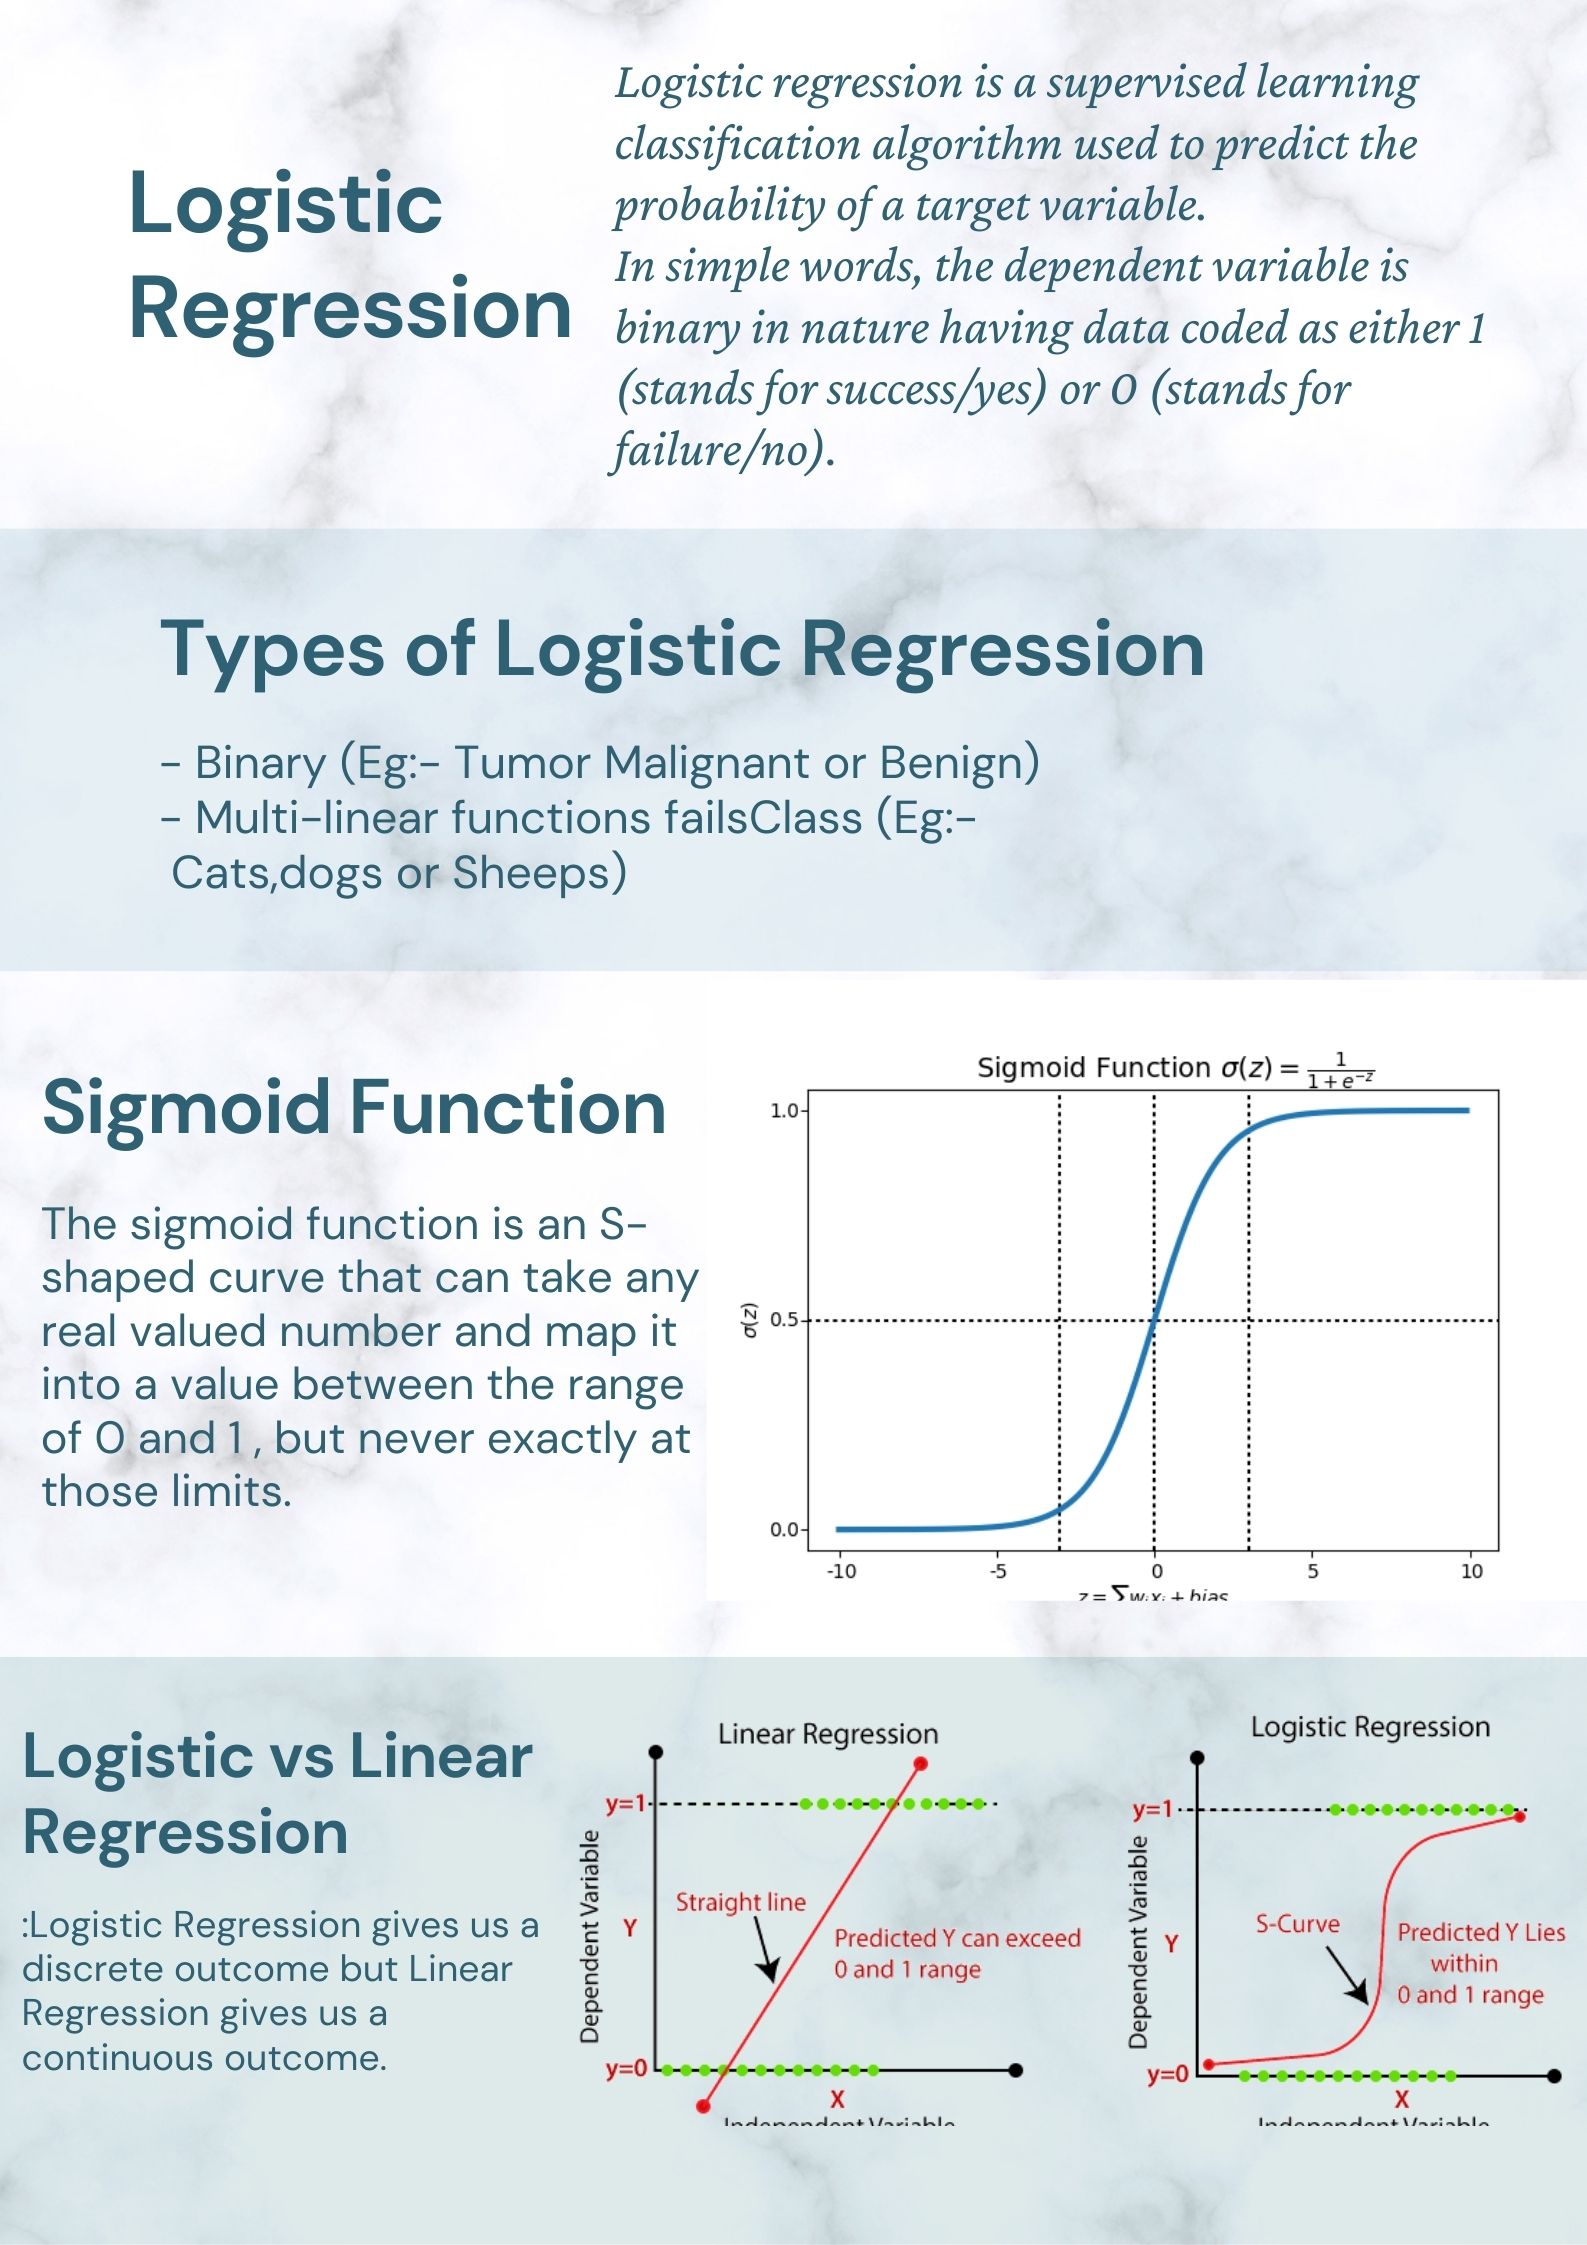 Logistic
Regression
Logistic regression is a supervised learning
classification algorithm used to predict the
probability of a target variable.
In simple words, the dependent variable is
binary in nature having data coded as either 1
(stands for success/yes) or 0 (stands for
failure/no).
Types of Logistic Regression
- Binary (Eg:- Tumor Malignant or Benign)
- Multi-linear functions failsClass (Eg:-
Cats,dogs or Sheeps)
Sigmoid Function
The sigmoid function is an S-
shaped curve that can take any
real valued number and map it
into a value between the range
of 0 and 1 , but never exactly at
those limits.
Sigmoid Function σ(z) = 1/(1+e^-z)
1.0
0.5
0.0
σ(z)
-10 -5 0 5 10
z = ∑ wᵢxᵢ + bias
Logistic vs Linear
Regression
:Logistic Regression gives us a
discrete outcome but Linear
Regression gives us a
continuous outcome.
Linear Regression
y=1
Dependent Variable
Y
Straight line
Predicted Y can exceed
0 and 1 range
y=0
X
Independent Variable
Logistic Regression
y=1
Dependent Variable
Y
S-Curve
Predicted Y Lies
within
0 and 1 range
y=0
X
Independent Variable